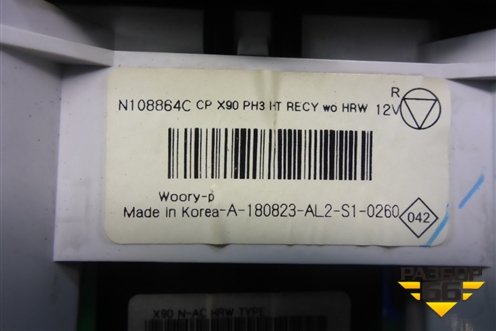 N108864C CP X90 PH3 HT RECY wo HRW 12V R
Woory-p
Made in Korea-A-180823-AL2-S1-0260 042
X90 N-AC HRW TYPE
РАЗБОР
66